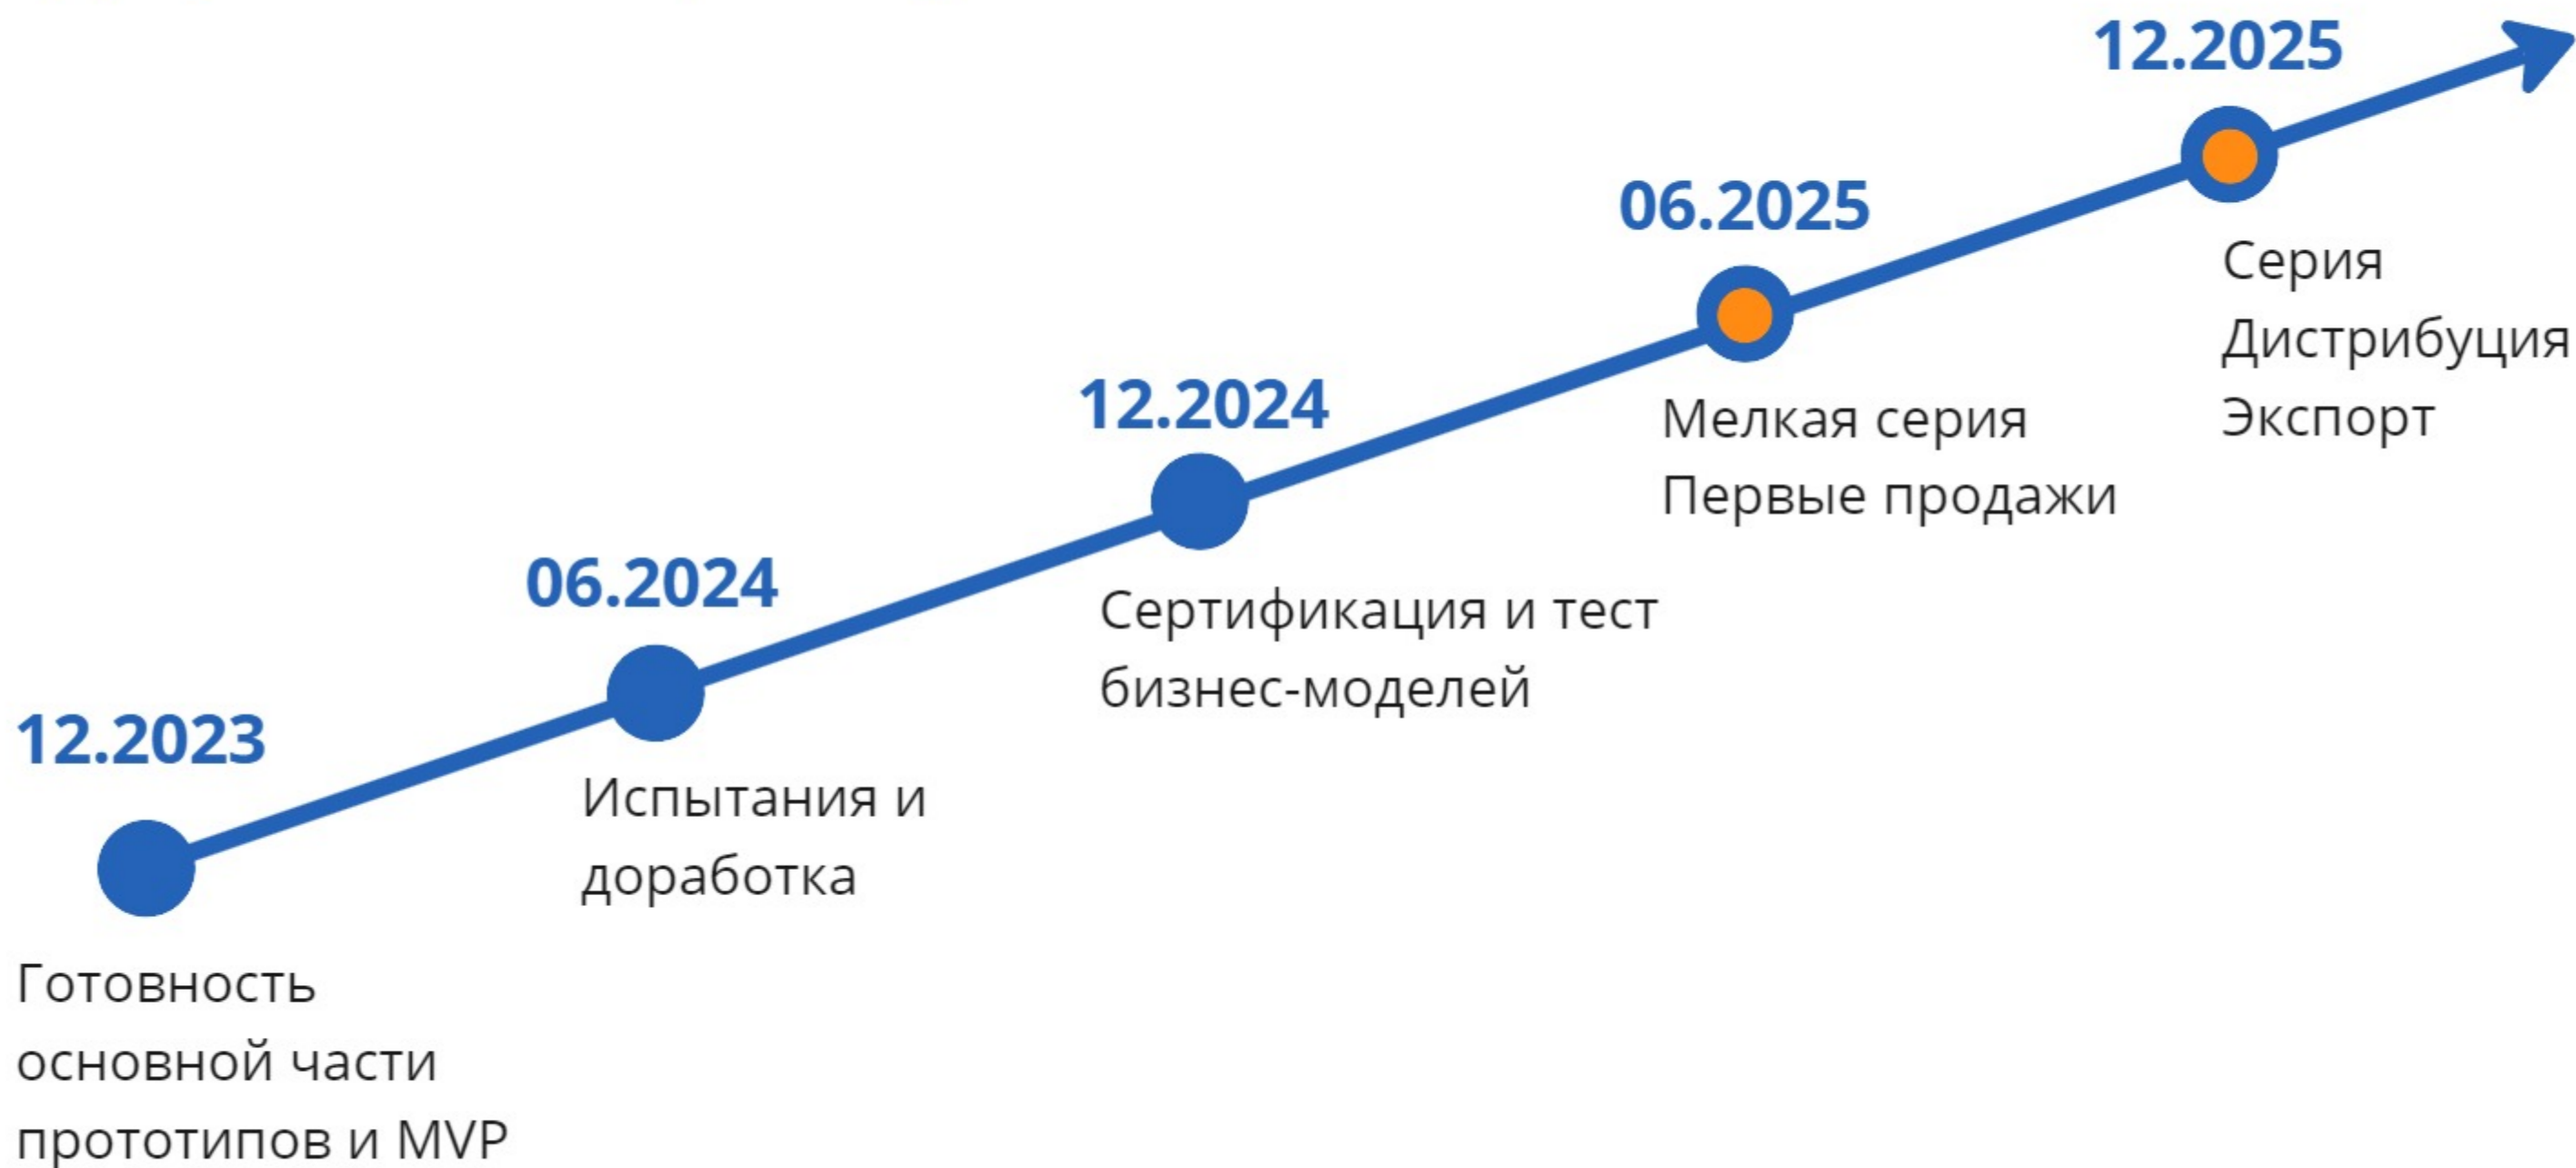 12.2023
Готовность
основной части
прототипов и MVP
06.2024
Испытания и
доработка
12.2024
Сертификация и тест
бизнес-моделей
06.2025
Мелкая серия
Первые продажи
12.2025
Серия
Дистрибуция
Экспорт